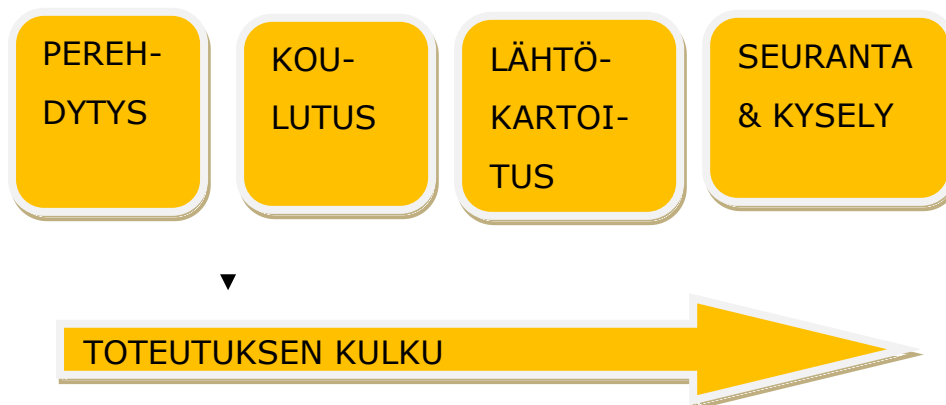 PEREH-
DYTYS
KOU-
LUTUS
LÄHTÖ-
KARTOI-
TUS
SEURANTA
& KYSELY
TOTEUTUKSEN KULKU